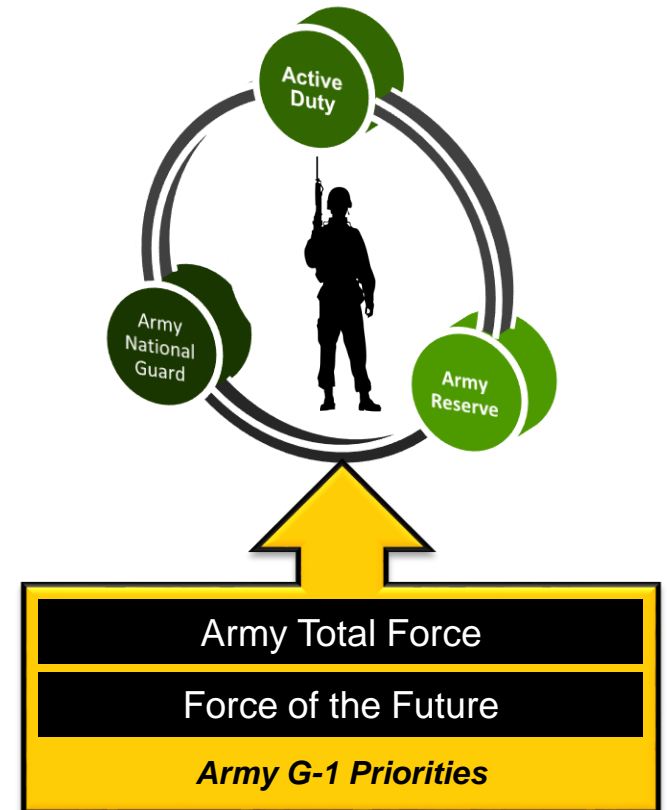 Active
Duty
Army
National
Guard
Army
Reserve
Army Total Force
Force of the Future
Army G-1 Priorities